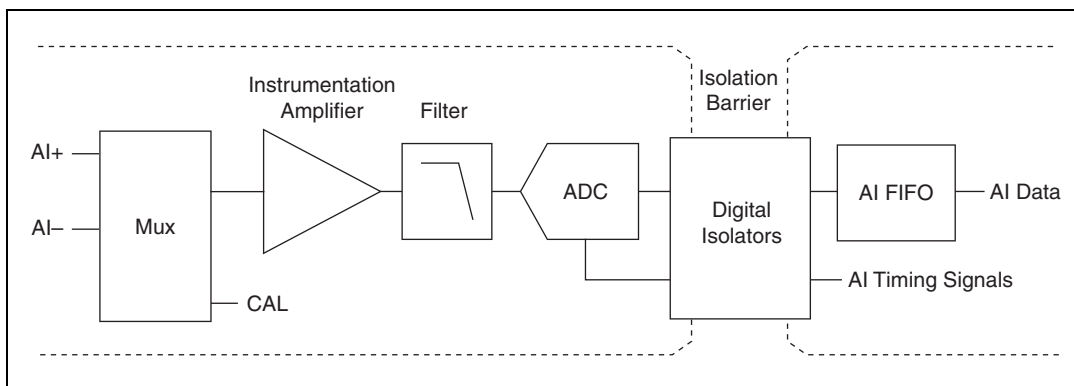 Isolation
Barrier
Instrumentation
Amplifier
Filter
AI+
AI–
Mux
CAL
ADC
Digital
Isolators
AI FIFO
AI Data
AI Timing Signals